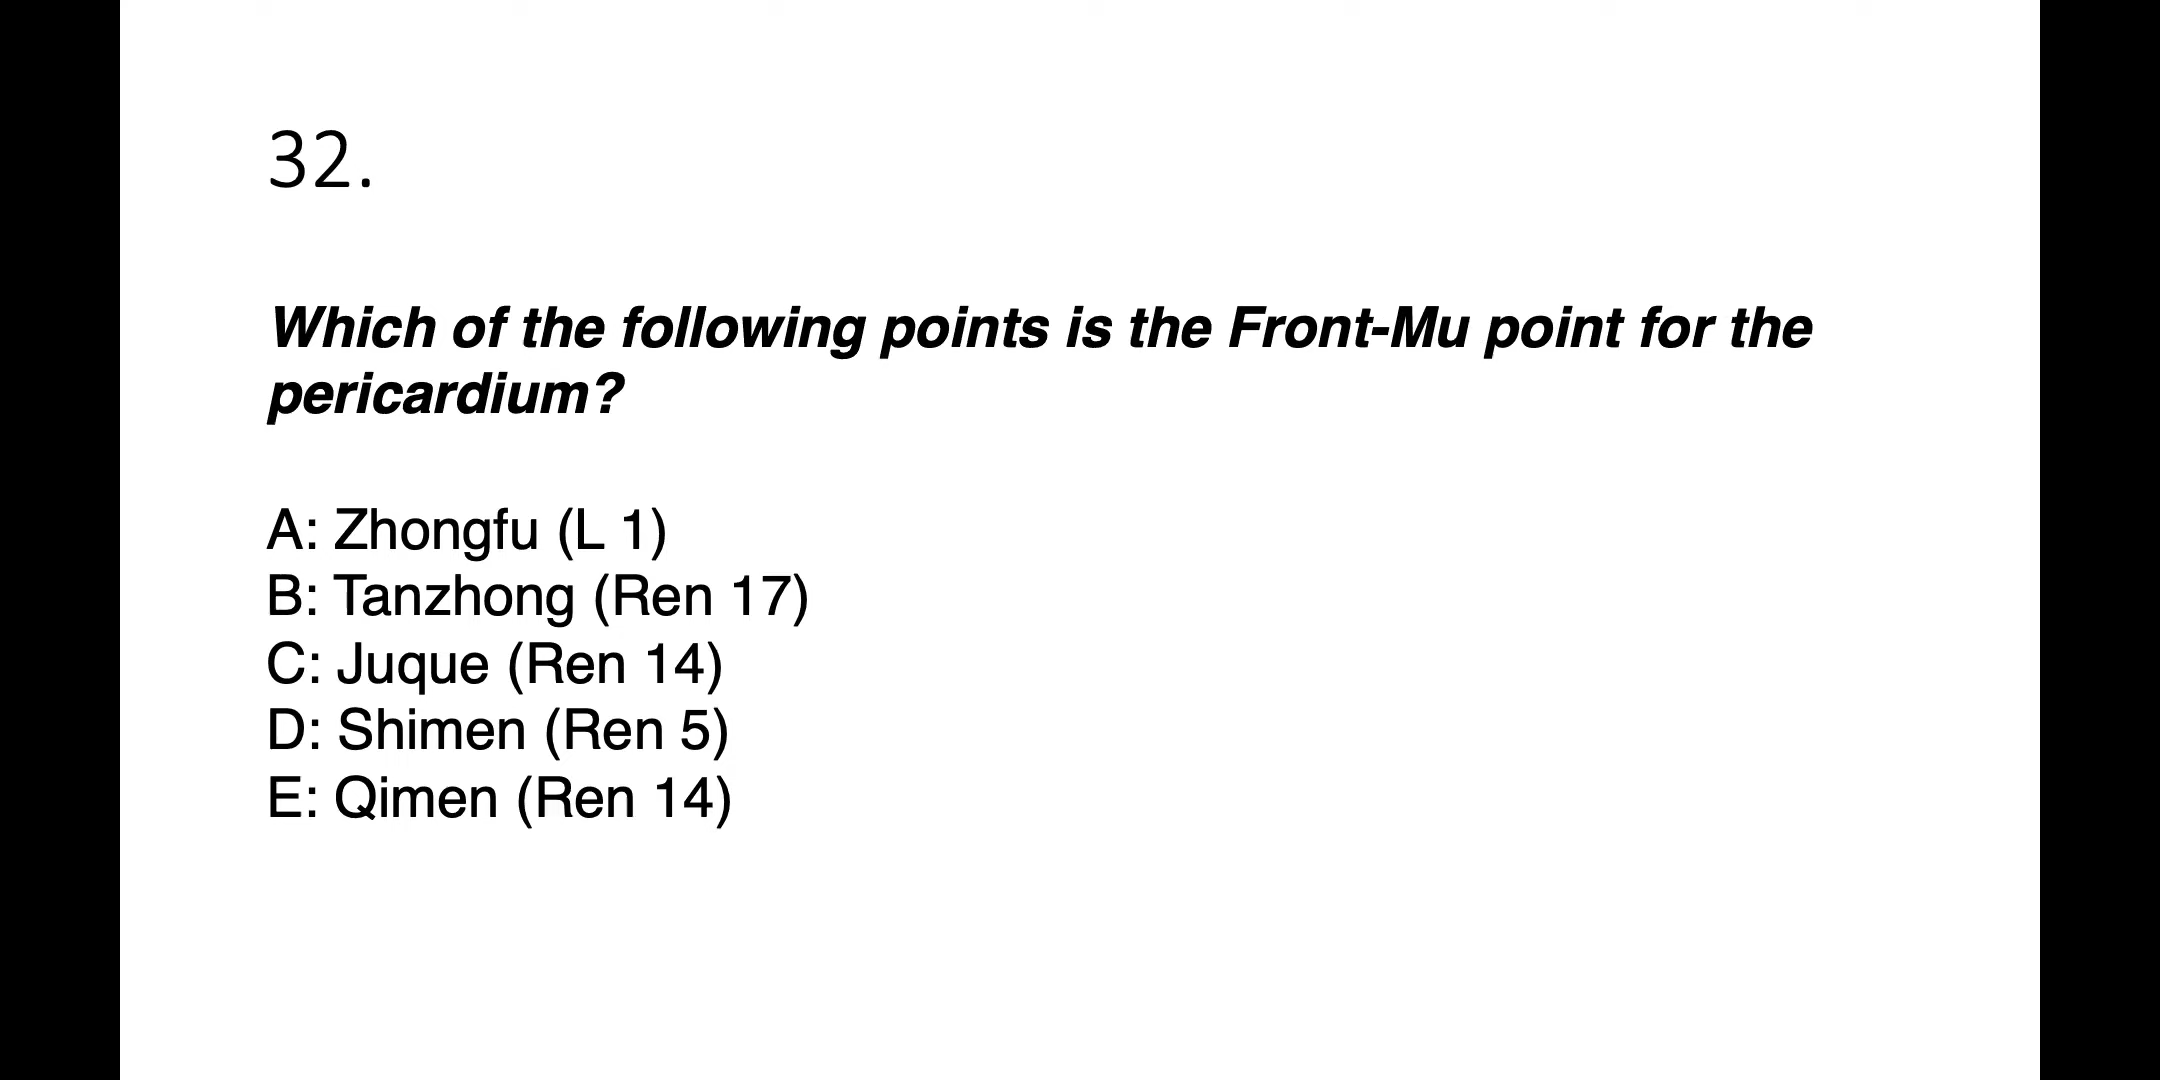 32.
Which of the following points is the Front-Mu point for the
pericardium?
A: Zhongfu (L 1)
B: Tanzhong (Ren 17)
C: Juque (Ren 14)
D: Shimen (Ren 5)
E: Qimen (Ren 14)